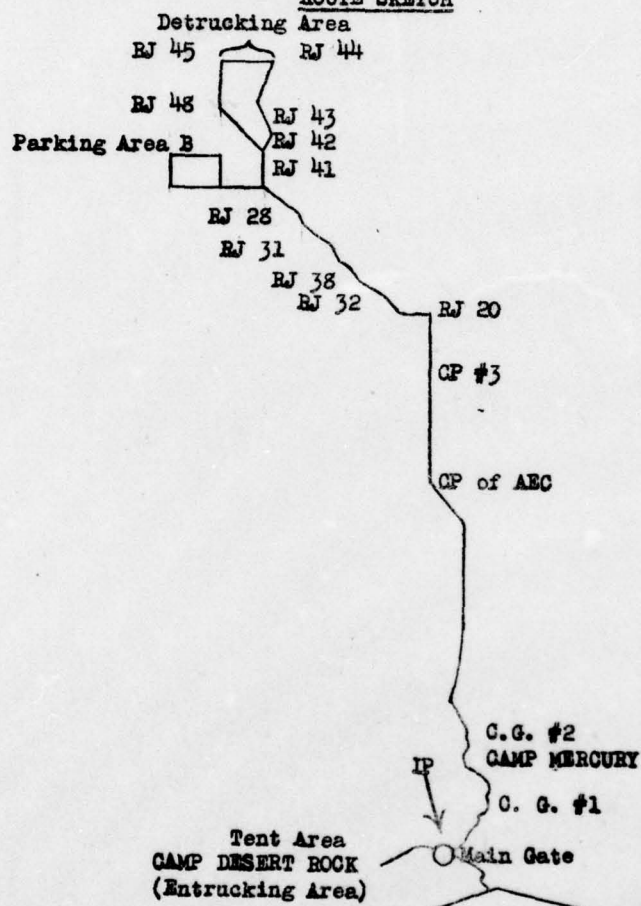 ROUTE SKETCH
Detrucking Area
RJ 45 RJ 44
RJ 48
RJ 43
RJ 42
Parking Area B
RJ 41
RJ 28
RJ 31
RJ 38
RJ 32
RJ 20
CP #3
CP of AEC
C.G. #2
CAMP MERCURY
IP
C. G. #1
Tent Area
CAMP DESERT ROCK
Main Gate
(Entrucking Area)